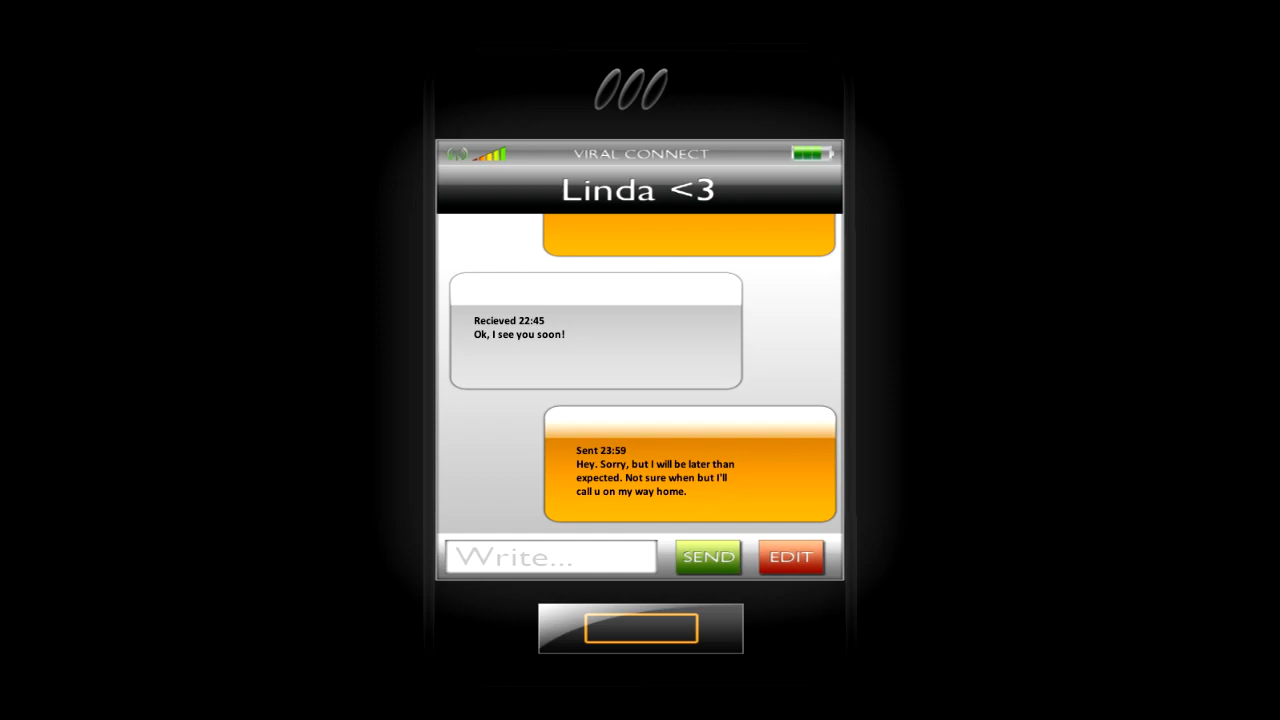 VIRAL CONNECT
Linda <3
Recieved 22:45
Ok, I see you soon!
Sent 23:59
Hey. Sorry, but I will be later than
expected. Not sure when but I'll
call u on my way home.
Write...
SEND
EDIT